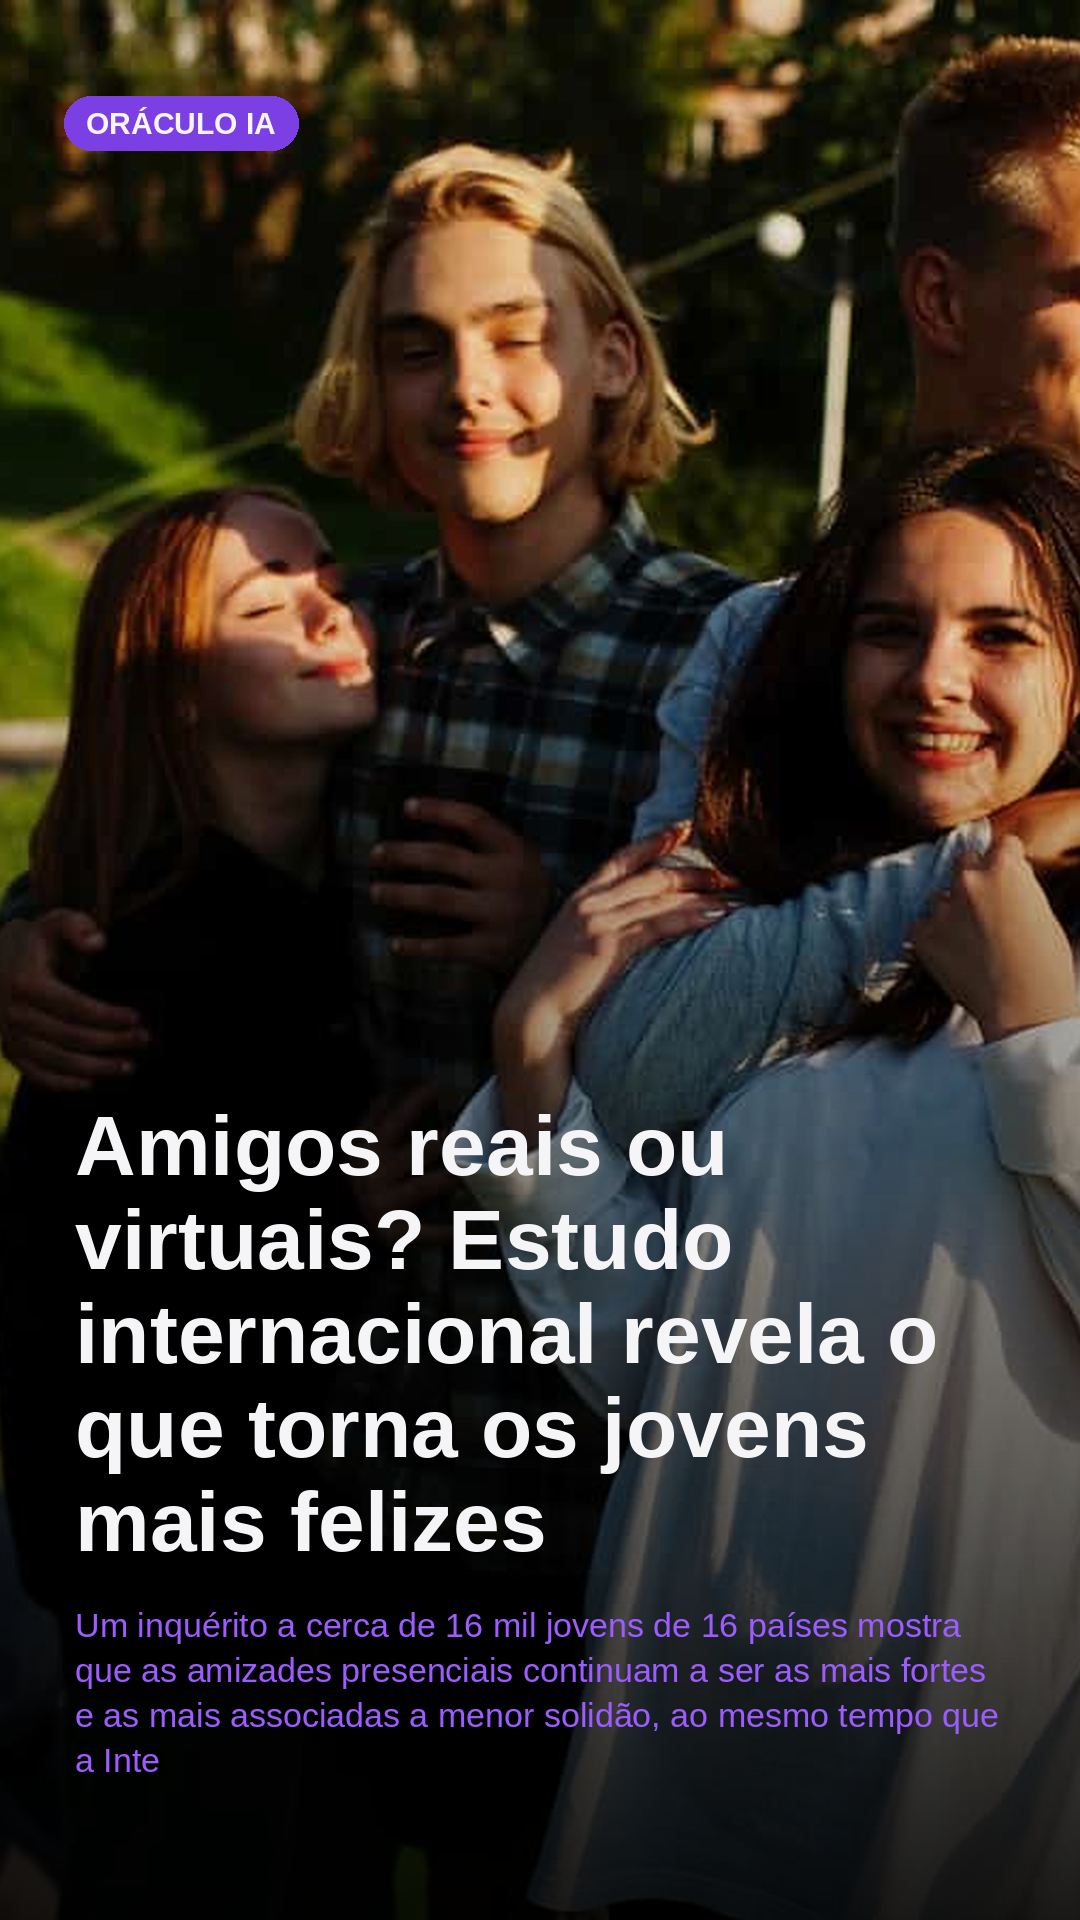 ORÁCULO IA
Amigos reais ou
virtuais? Estudo
internacional revela o
que torna os jovens
mais felizes
Um inquérito a cerca de 16 mil jovens de 16 países mostra
que as amizades presenciais continuam a ser as mais fortes
e as mais associadas a menor solidão, ao mesmo tempo que
a Inte